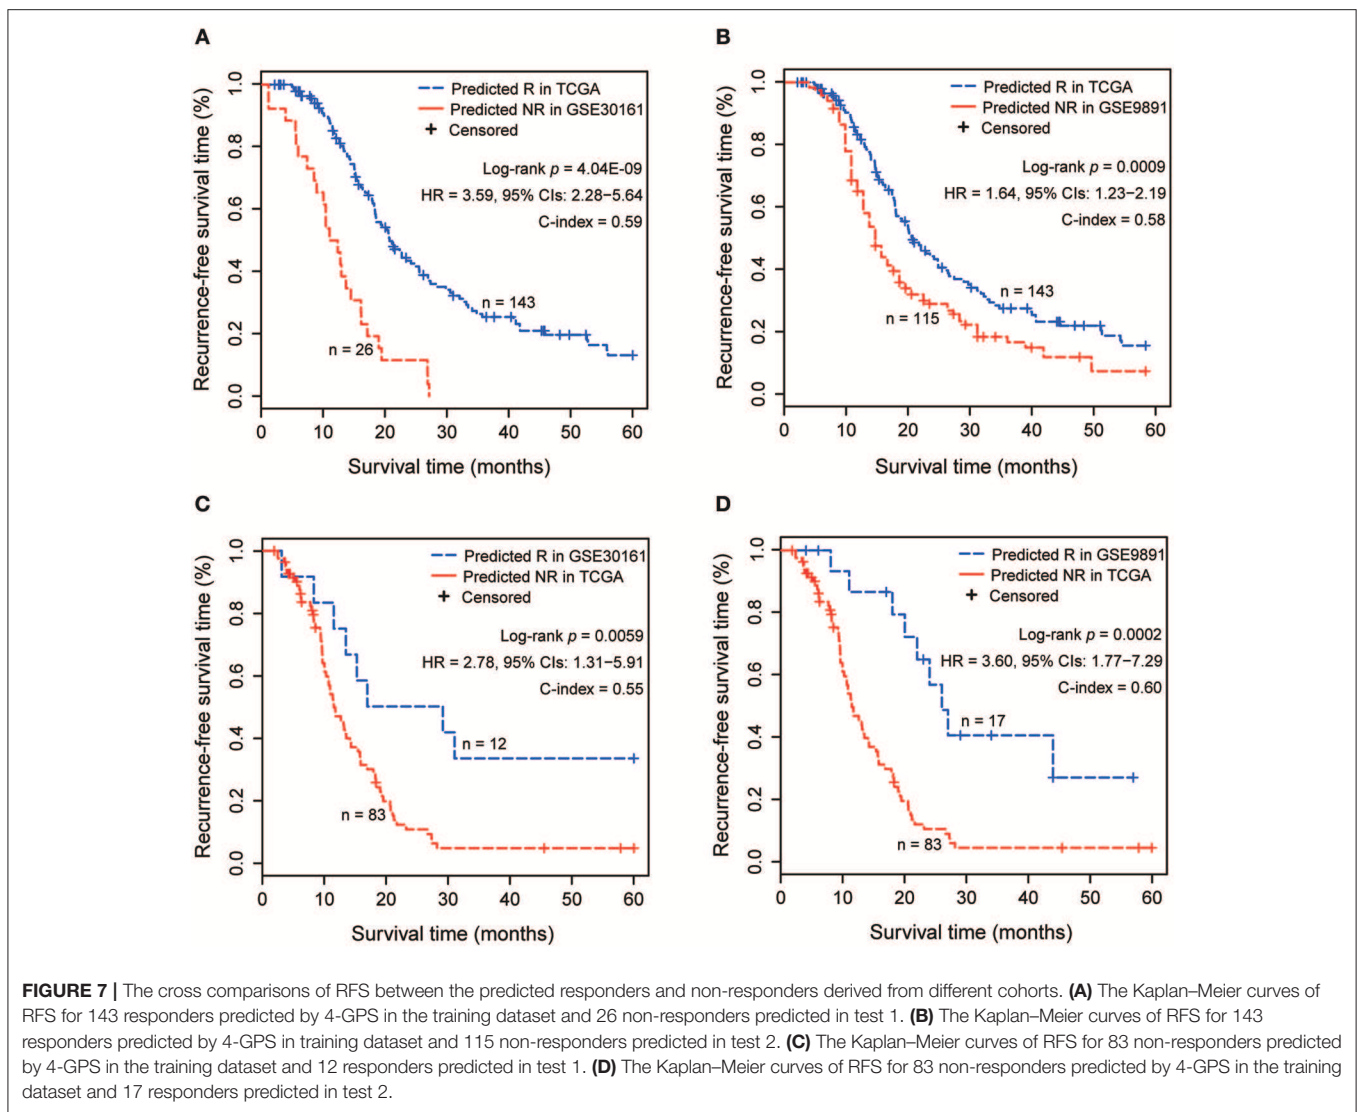 A
Recurrence-free survival time (%)
1.0
0.8
0.6
0.4
0.2
0.0
Predicted R in TCGA
Predicted NR in GSE30161
+ Censored
Log-rank p = 4.04E-09
HR = 3.59, 95% CIs: 2.28–5.64
C-index = 0.59
n = 143
n = 26
0 10 20 30 40 50 60
Survival time (months)
B
Recurrence-free survival time (%)
1.0
0.8
0.6
0.4
0.2
0.0
Predicted R in TCGA
Predicted NR in GSE9891
+ Censored
Log-rank p = 0.0009
HR = 1.64, 95% CIs: 1.23–2.19
C-index = 0.58
n = 143
n = 115
0 10 20 30 40 50 60
Survival time (months)
C
Recurrence-free survival time (%)
1.0
0.8
0.6
0.4
0.2
0.0
Predicted R in GSE30161
Predicted NR in TCGA
+ Censored
Log-rank p = 0.0059
HR = 2.78, 95% CIs: 1.31–5.91
C-index = 0.55
n = 12
n = 83
0 10 20 30 40 50 60
Survival time (months)
D
Recurrence-free survival time (%)
1.0
0.8
0.6
0.4
0.2
0.0
Predicted R in GSE9891
Predicted NR in TCGA
+ Censored
Log-rank p = 0.0002
HR = 3.60, 95% CIs: 1.77–7.29
C-index = 0.60
n = 17
n = 83
0 10 20 30 40 50 60
Survival time (months)
FIGURE 7 | The cross comparisons of RFS between the predicted responders and non-responders derived from different cohorts. (A) The Kaplan–Meier curves of
RFS for 143 responders predicted by 4-GPS in the training dataset and 26 non-responders predicted in test 1. (B) The Kaplan–Meier curves of RFS for 143
responders predicted by 4-GPS in training dataset and 115 non-responders predicted in test 2. (C) The Kaplan–Meier curves of RFS for 83 non-responders predicted
by 4-GPS in the training dataset and 12 responders predicted in test 1. (D) The Kaplan–Meier curves of RFS for 83 non-responders predicted by 4-GPS in the training
dataset and 17 responders predicted in test 2.